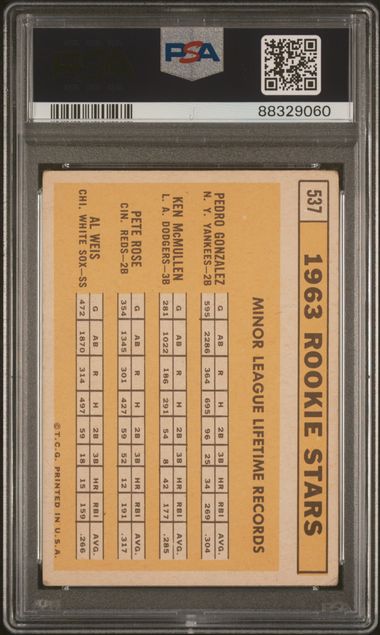 PSA
88329060
537
1963 ROOKIE STARS
MINOR LEAGUE LIFETIME RECORDS
PEDRO GONZALEZ
N. Y. YANKEES—2B
G AB R H 2B 3B HR RBI AVG.
595 2286 364 695 96 25 34 269 .304
KEN McMULLEN
L. A. DODGERS—3B
G AB R H 2B 3B HR RBI AVG.
281 1022 186 291 54 8 42 177 .285
PETE ROSE
CIN. REDS—2B
G AB R H 2B 3B HR RBI AVG.
354 1345 301 427 59 52 12 191 .317
AL WEIS
CHI. WHITE SOX—SS
G AB R H 2B 3B HR RBI AVG.
472 1870 314 497 59 18 15 159 .266
© T.C.G. PRINTED IN U.S.A.